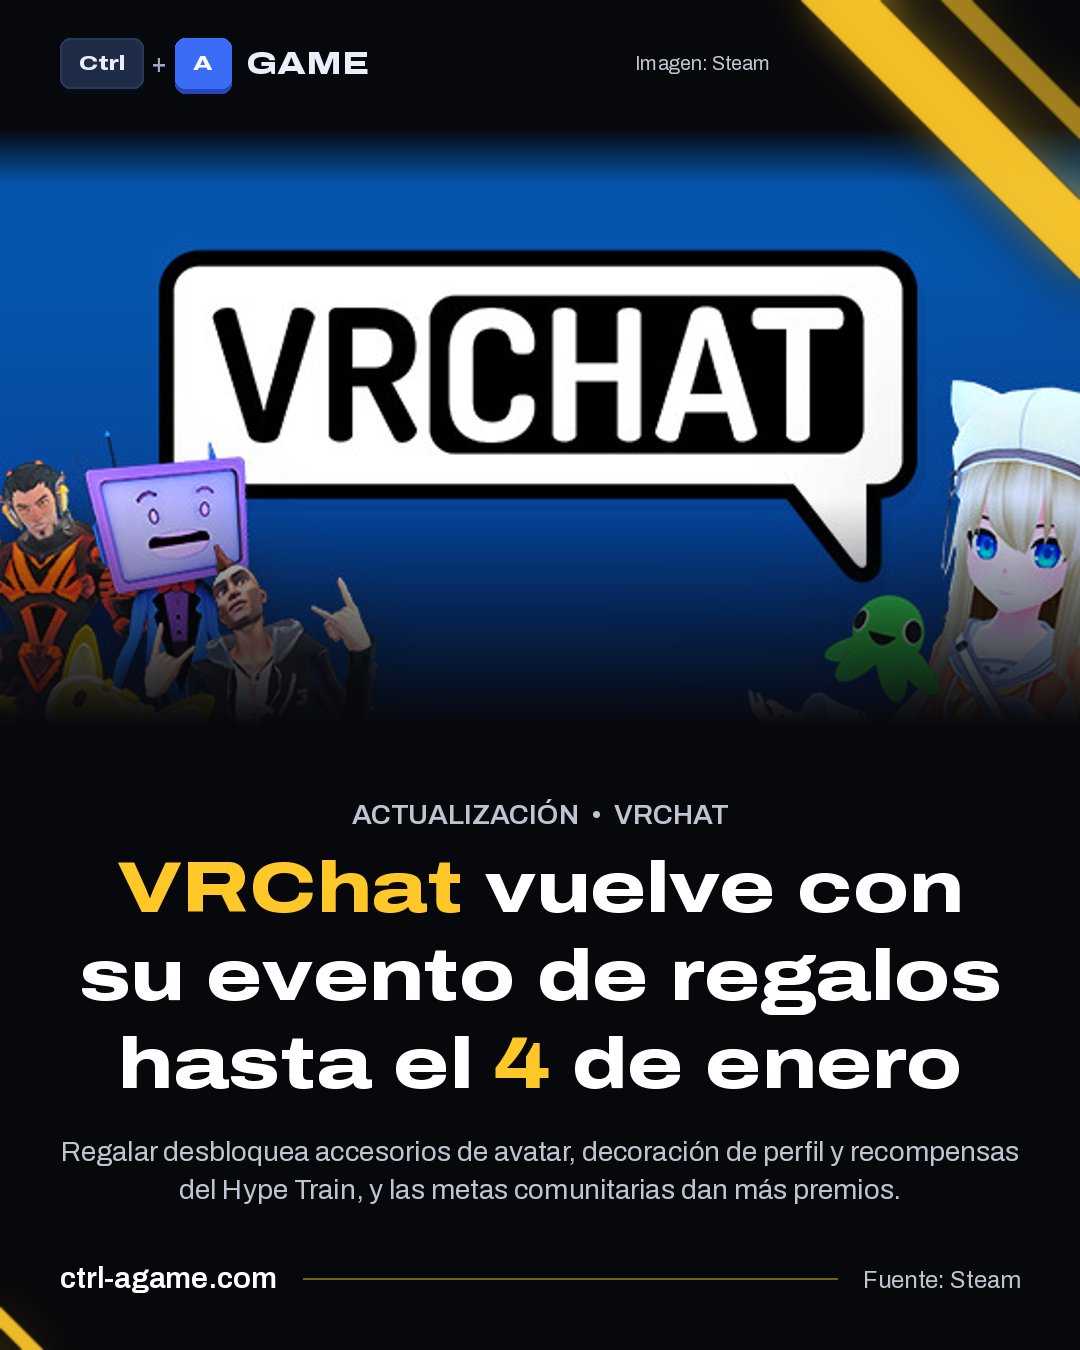 Ctrl + A GAME
Imagen: Steam
VRCHAT
ACTUALIZACIÓN • VRCHAT
VRChat vuelve con
su evento de regalos
hasta el 4 de enero
Regalar desbloquea accesorios de avatar, decoración de perfil y recompensas
del Hype Train, y las metas comunitarias dan más premios.
ctrl-agame.com
Fuente: Steam